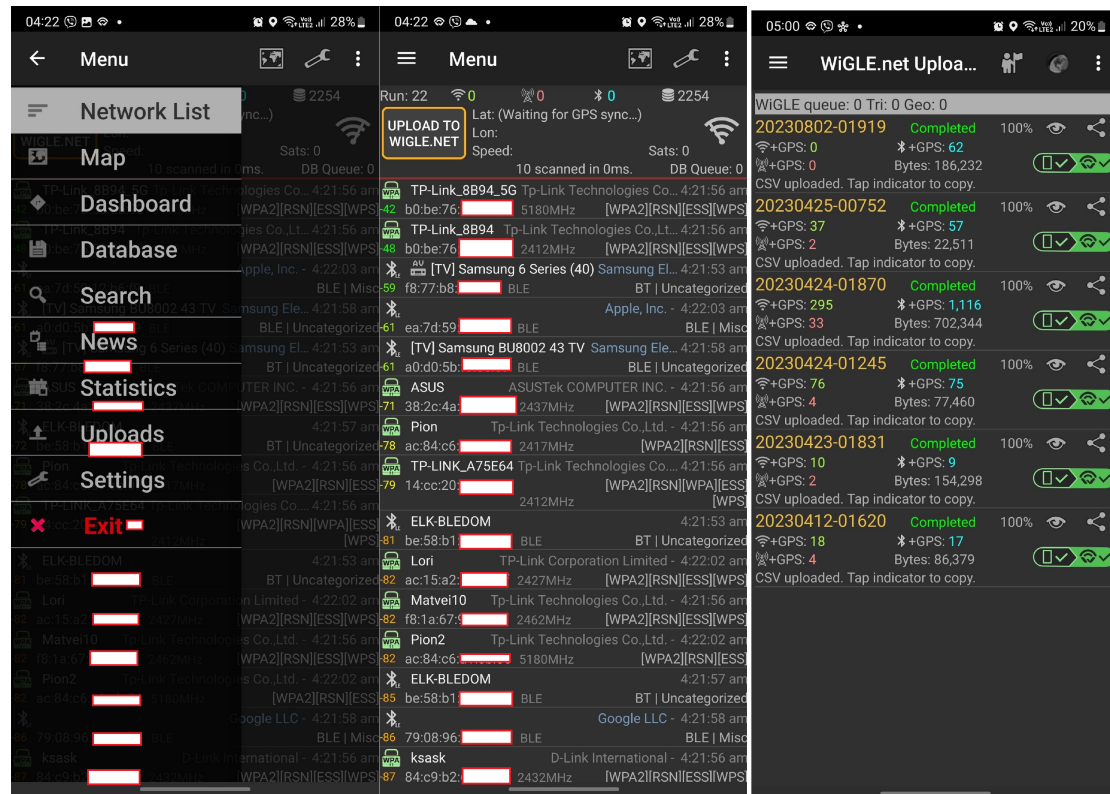 04:22
28%
Menu
Network List
Map
Dashboard
Database
Search
News
Statistics
Uploads
Settings
Exit
2254
Sats: 0
10 scanned in 0ms. DB Queue: 0
04:22
28%
Menu
Run: 22 0 0 0 2254
UPLOAD TO
WIGLE.NET
Lat: (Waiting for GPS sync...)
Lon:
Speed: Sats: 0
10 scanned in 0ms. DB Queue: 0
TP-Link_8B94_5G Tp-Link Technologies Co... 4:21:56 am
-42 b0:be:76: 5180MHz [WPA2][RSN][ESS][WPS]
TP-Link_8B94 Tp-Link Technologies Co.,Lt... 4:21:56 am
-48 b0:be:76 2412MHz [WPA2][RSN][ESS][WPS]
[TV] Samsung 6 Series (40) Samsung El... 4:21:53 am
-59 f8:77:b8: BLE BT | Uncategorized
Apple, Inc. - 4:22:03 am
-61 ea:7d:59: BLE BLE | Misc
[TV] Samsung BU8002 43 TV Samsung Ele... 4:21:58 am
-61 a0:d0:5b: BLE BLE | Uncategorized
ASUS ASUSTek COMPUTER INC. - 4:21:56 am
-71 38:2c:4a: 2437MHz [WPA2][RSN][ESS][WPS]
Pion Tp-Link Technologies Co.,Ltd. - 4:21:56 am
-78 ac:84:c6: 2417MHz [WPA2][RSN][ESS]
TP-LINK_A75E64 Tp-Link Technologies Co.... 4:21:56 am
-79 14:cc:20: 2412MHz [WPA2][RSN][WPA][ESS]
[WPS]
ELK-BLEDOM 4:21:53 am
-81 be:58:b1: BLE BT | Uncategorized
Lori TP-Link Corporation Limited - 4:22:02 am
-82 ac:15:a2: 2427MHz [WPA2][RSN][ESS][WPS]
Matvei10 Tp-Link Technologies Co.,Ltd. - 4:21:56 am
-82 f8:1a:67: 2462MHz [WPA2][RSN][ESS][WPS]
Pion2 Tp-Link Technologies Co.,Ltd. - 4:22:02 am
-82 ac:84:c6: 5180MHz [WPA2][RSN][ESS]
ELK-BLEDOM 4:21:57 am
-85 be:58:b1: BLE BT | Uncategorized
Google LLC - 4:21:58 am
-86 79:08:96: BLE BLE | Misc
ksask D-Link International - 4:21:56 am
-87 84:c9:b2: 2432MHz [WPA2][RSN][ESS][WPS]
05:00
20%
WiGLE.net Uploa...
WiGLE queue: 0 Tri: 0 Geo: 0
20230802-01919 Completed 100%
+GPS: 0 +GPS: 62
+GPS: 0 Bytes: 186,232
CSV uploaded. Tap indicator to copy.
20230425-00752 Completed 100%
+GPS: 37 +GPS: 57
+GPS: 2 Bytes: 22,511
CSV uploaded. Tap indicator to copy.
20230424-01870 Completed 100%
+GPS: 295 +GPS: 1,116
+GPS: 33 Bytes: 702,344
CSV uploaded. Tap indicator to copy.
20230424-01245 Completed 100%
+GPS: 76 +GPS: 75
+GPS: 4 Bytes: 77,460
CSV uploaded. Tap indicator to copy.
20230423-01831 Completed 100%
+GPS: 10 +GPS: 9
+GPS: 2 Bytes: 154,298
CSV uploaded. Tap indicator to copy.
20230412-01620 Completed 100%
+GPS: 18 +GPS: 17
+GPS: 4 Bytes: 86,379
CSV uploaded. Tap indicator to copy.